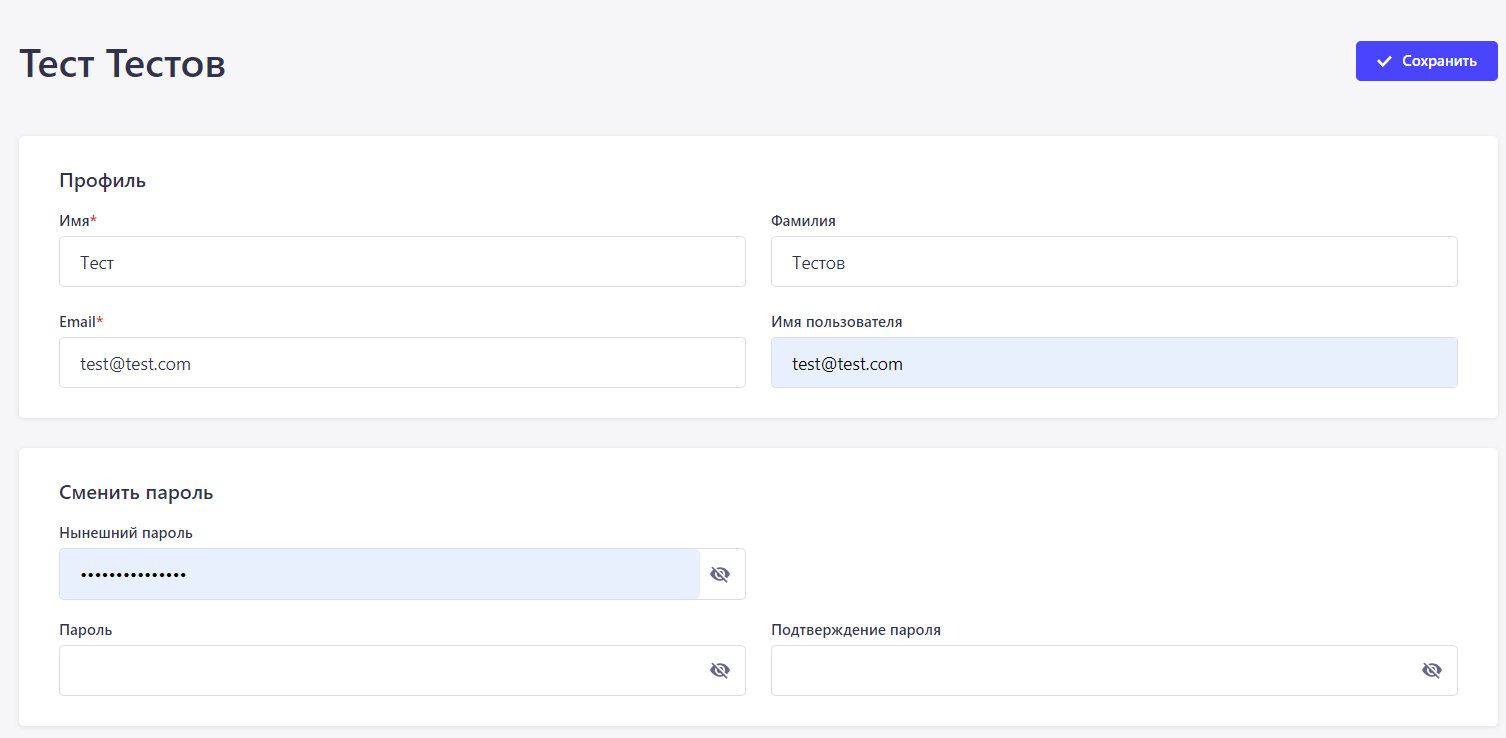 Тест Тестов
Сохранить
Профиль
Имя*
Фамилия
Тест
Тестов
Email*
Имя пользователя
test@test.com
test@test.com
Сменить пароль
Нынешний пароль
•••••••••••••••
Пароль
Подтверждение пароля